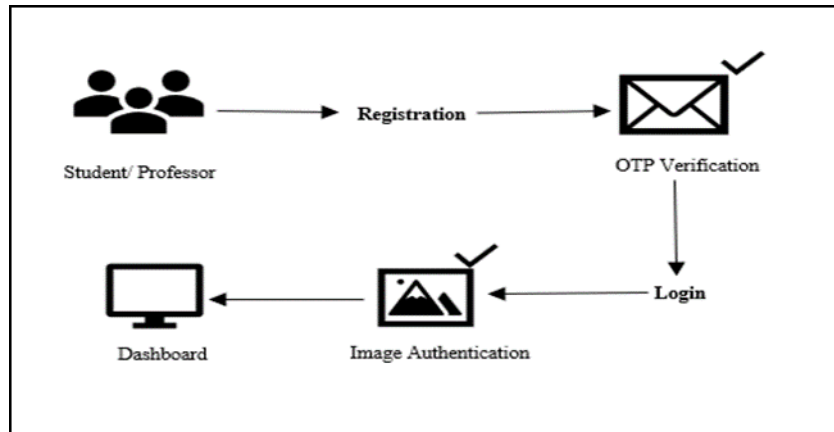 Registration
Student/ Professor
OTP Verification
Login
Dashboard
Image Authentication